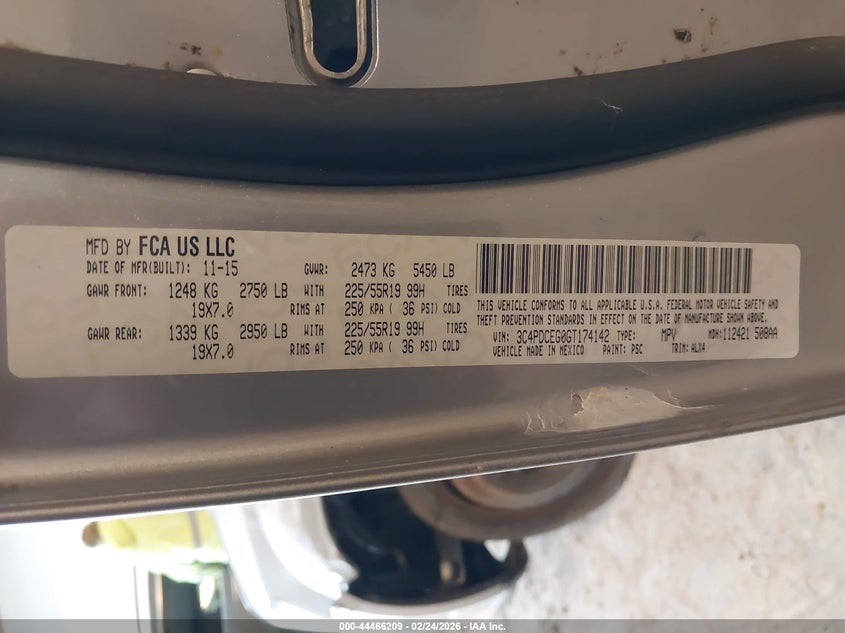 MFD BY FCA US LLC
DATE OF MFR(BUILT): 11-15 GVWR: 2473 KG 5450 LB
GAWR FRONT: 1248 KG 2750 LB WITH 225/55R19 99H TIRES
19X7.0 RIMS AT 250 KPA ( 36 PSI) COLD
GAWR REAR: 1339 KG 2950 LB WITH 225/55R19 99H TIRES
19X7.0 RIMS AT 250 KPA ( 36 PSI) COLD
THIS VEHICLE CONFORMS TO ALL APPLICABLE U.S.A. FEDERAL MOTOR VEHICLE SAFETY AND
THEFT PREVENTION STANDARDS IN EFFECT ON THE DATE OF MANUFACTURE SHOWN ABOVE.
VIN: 3C4PDCEG0GT174142 TYPE: MPV MDH: 112421 508AA
VEHICLE MADE IN MEXICO PAINT: PSC TRIM: ALX4
000-44466209 - 02/24/2026 - IAA Inc.